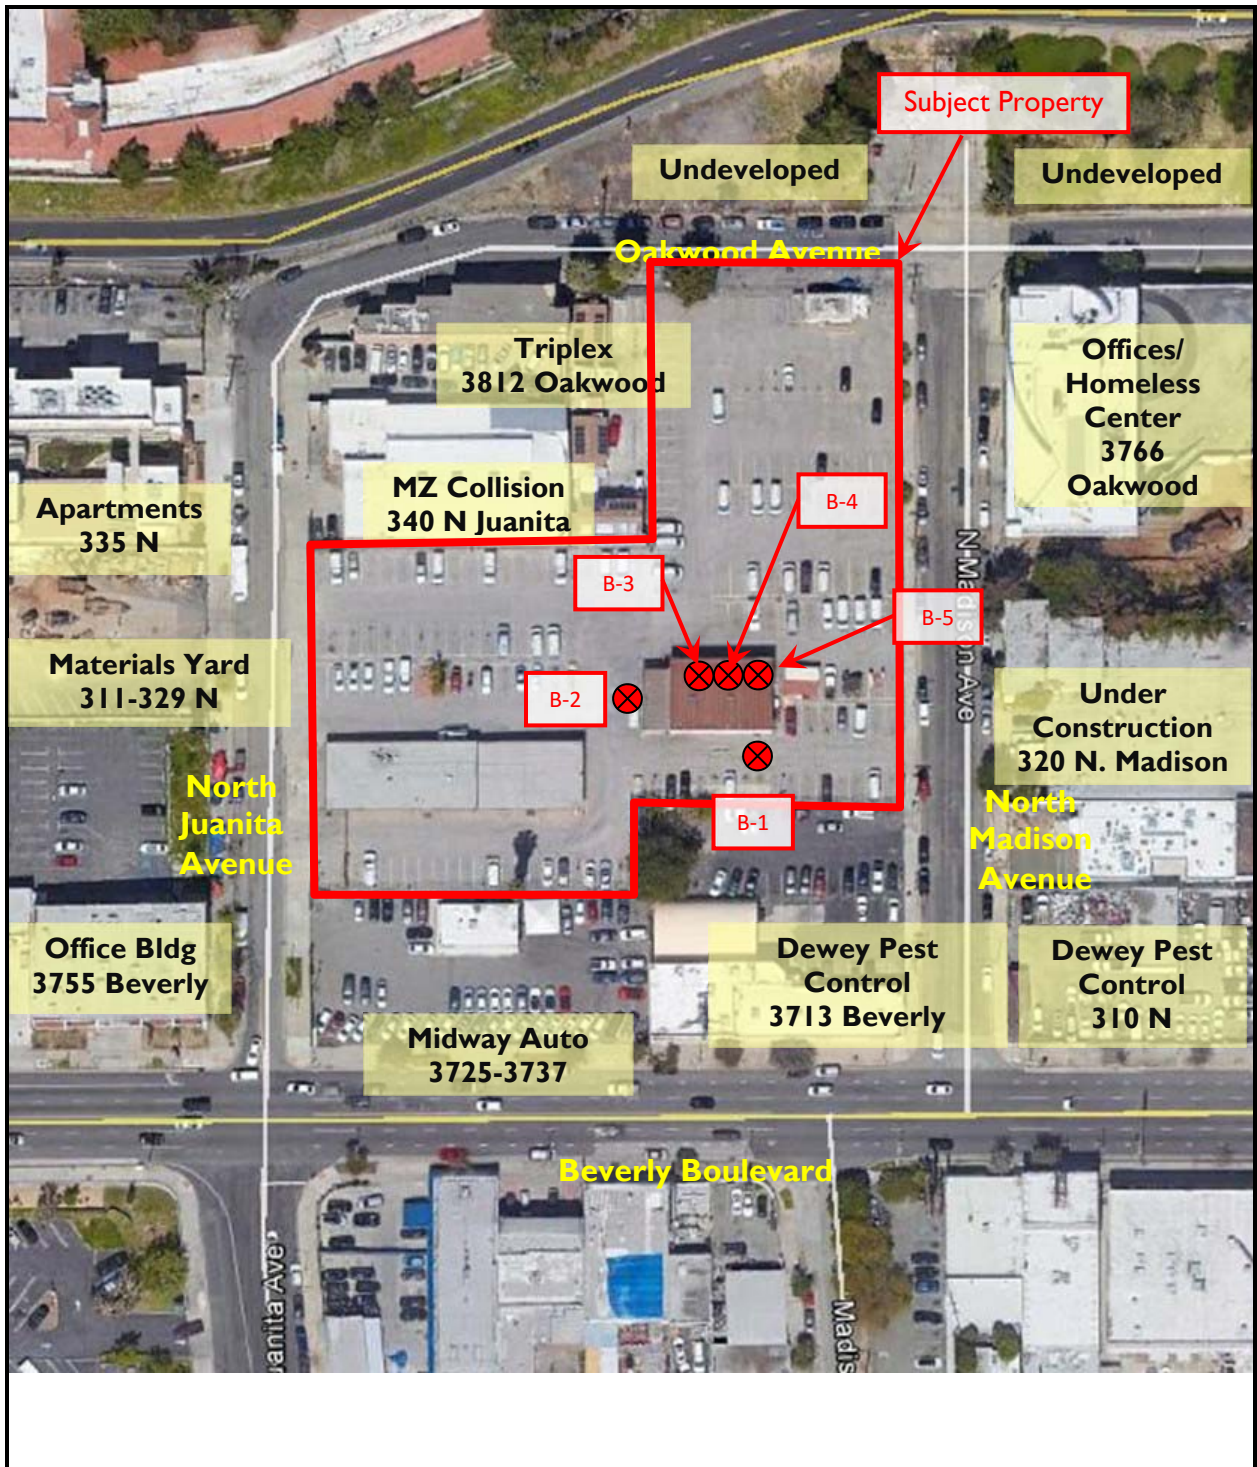 Subject Property
Undeveloped
Undeveloped
Oakwood Avenue
Triplex
3812 Oakwood
Offices/
Homeless
Center
3766
Oakwood
MZ Collision
340 N Juanita
B-4
Apartments
335 N
B-3
B-5
N Madison Ave
Materials Yard
311-329 N
B-2
Under
Construction
320 N. Madison
North
Juanita
Avenue
B-1
North
Madison
Avenue
Office Bldg
3755 Beverly
Dewey Pest
Control
3713 Beverly
Dewey Pest
Control
310 N
Midway Auto
3725-3737
Beverly Boulevard
uanita Ave
Madis